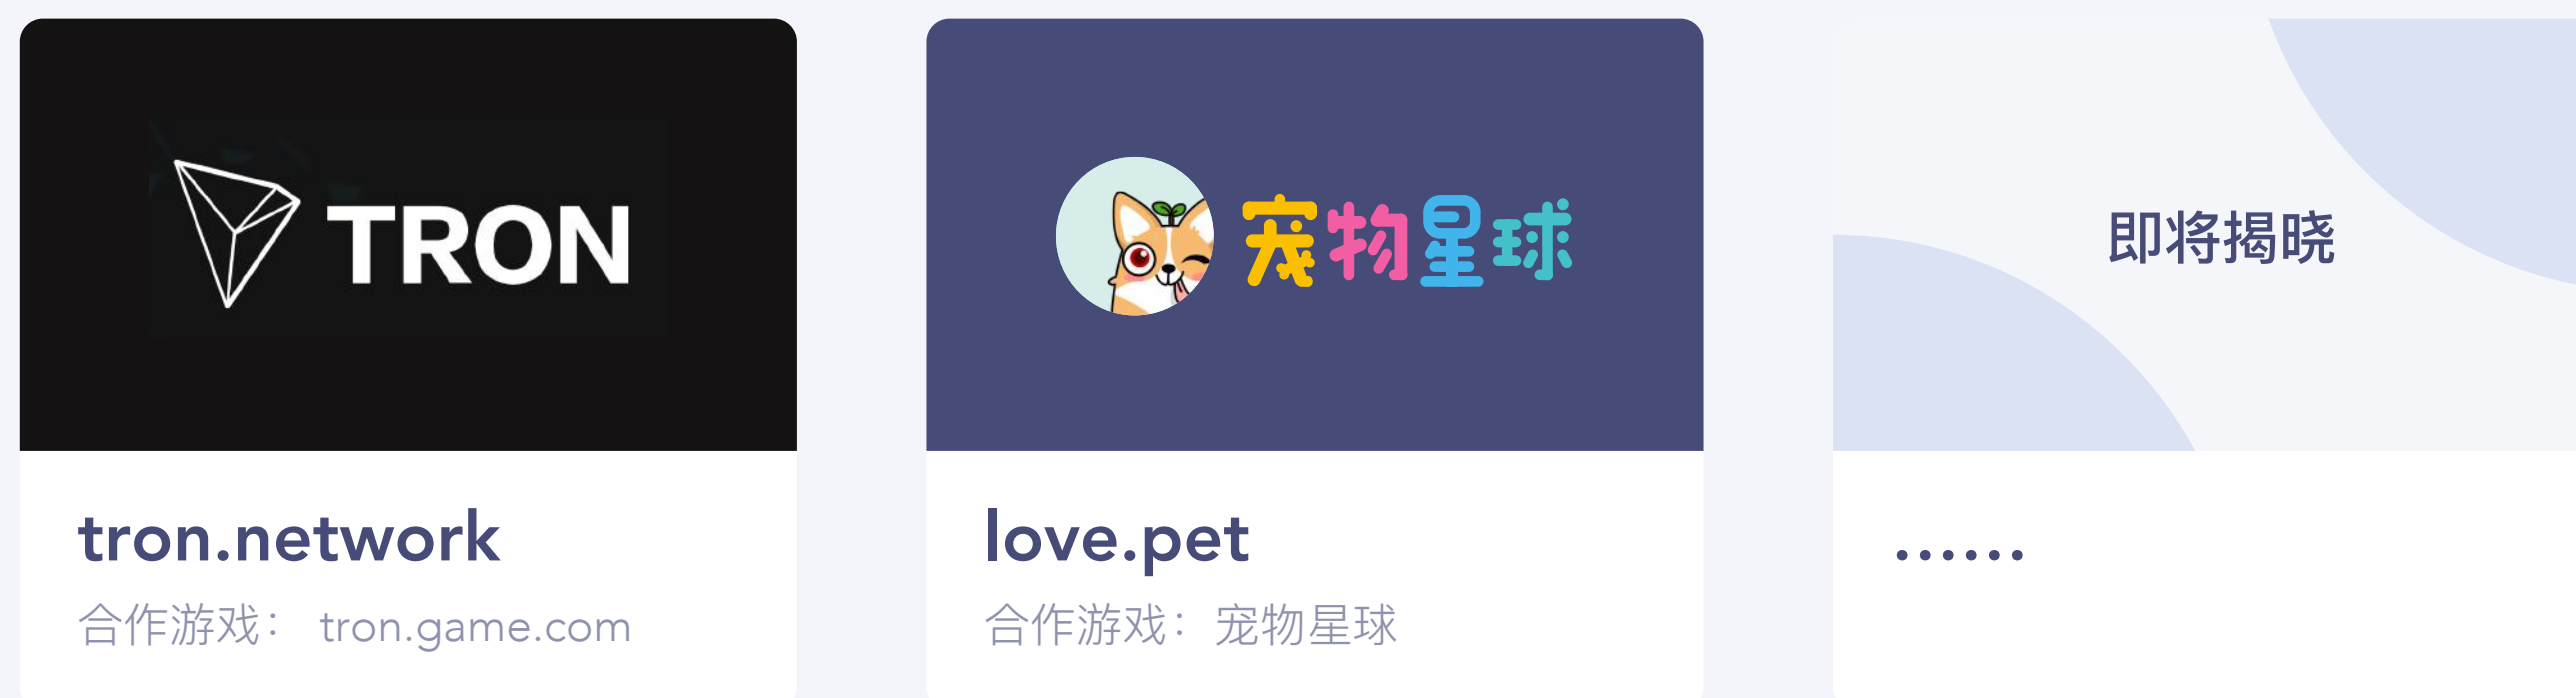 TRON
tron.network
合作游戏： tron.game.com
宠物星球
love.pet
合作游戏：宠物星球
即将揭晓
......